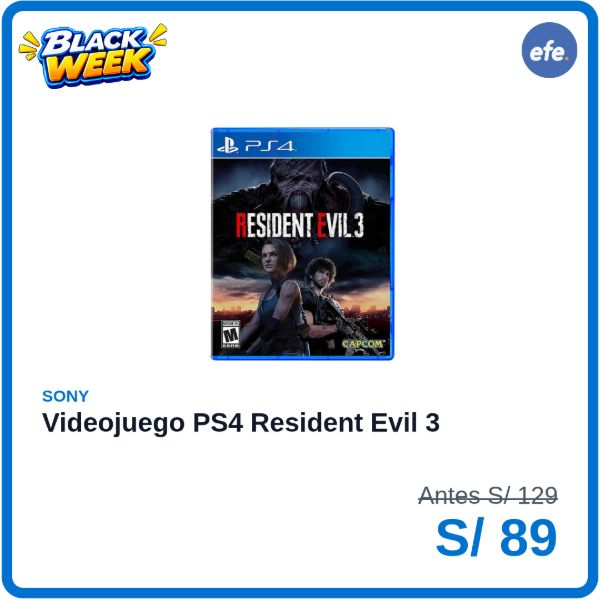 BLACK
WEEK
efe.
PS4
RESIDENT EVIL 3
M
CAPCOM
SONY
Videojuego PS4 Resident Evil 3
Antes S/ 129
S/ 89